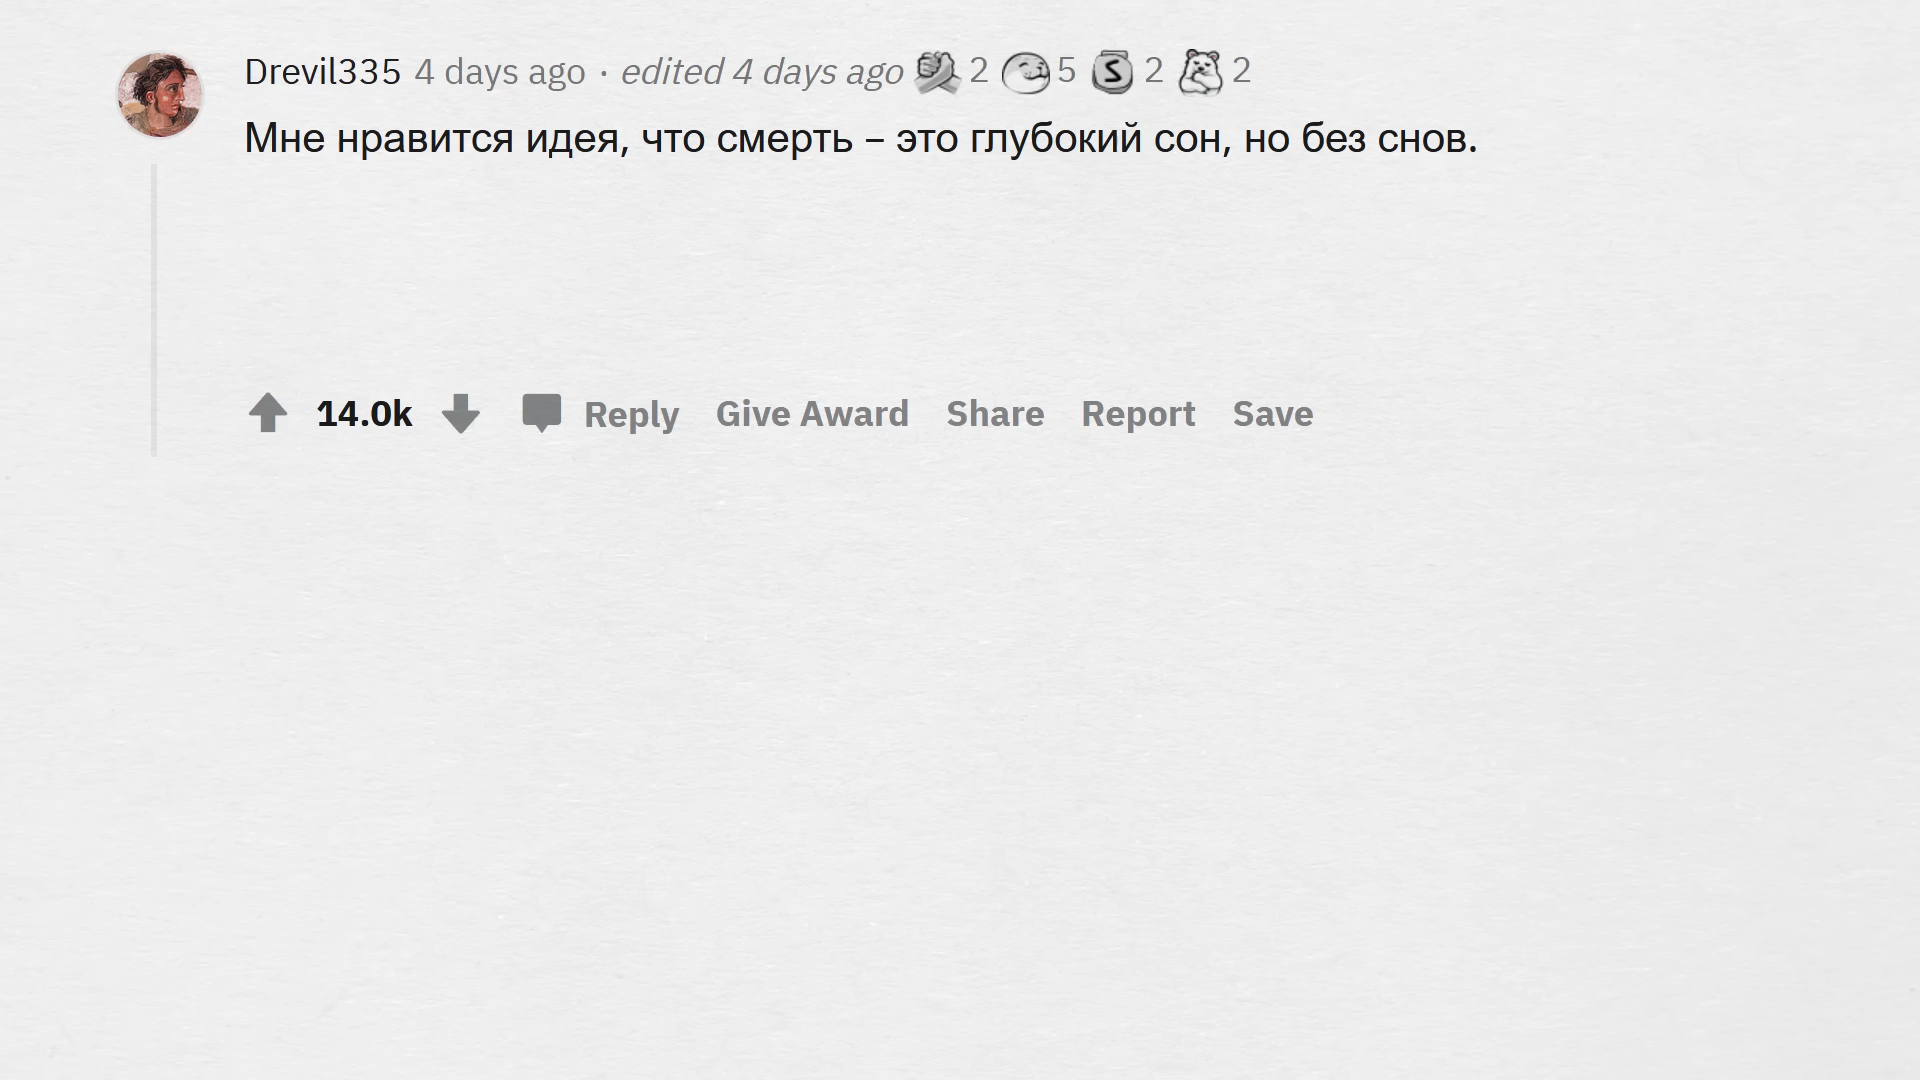 Drevil335 4 days ago · edited 4 days ago 2 5 S 2 2
Мне нравится идея, что смерть – это глубокий сон, но без снов.
14.0k Reply Give Award Share Report Save